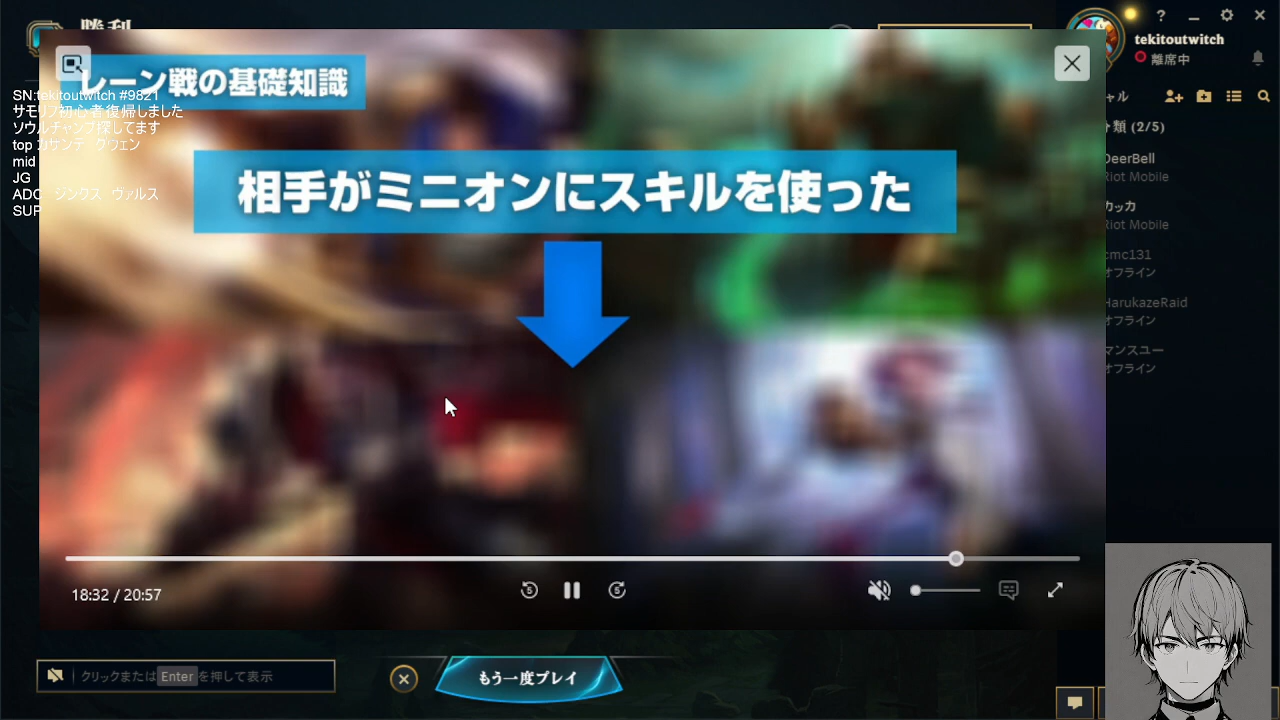 勝利
tekitoutwitch
離席中
レーン戦の基礎知識
SN:tekitoutwitch #9821
サモリフ初心者復帰しました
ソウルチャンプ探してます
top カサンテ グウェン
mid
JG
ADC ジンクス ヴァルス
SUP
相手がミニオンにスキルを使った
ャル
分類 (2/5)
DeerBell
Riot Mobile
カッカ
Riot Mobile
cmc131
オフライン
HarukazeRaid
オフライン
マンスユー
オフライン
18:32 / 20:57
5
5
クリックまたは Enter を押して表示
もう一度プレイ